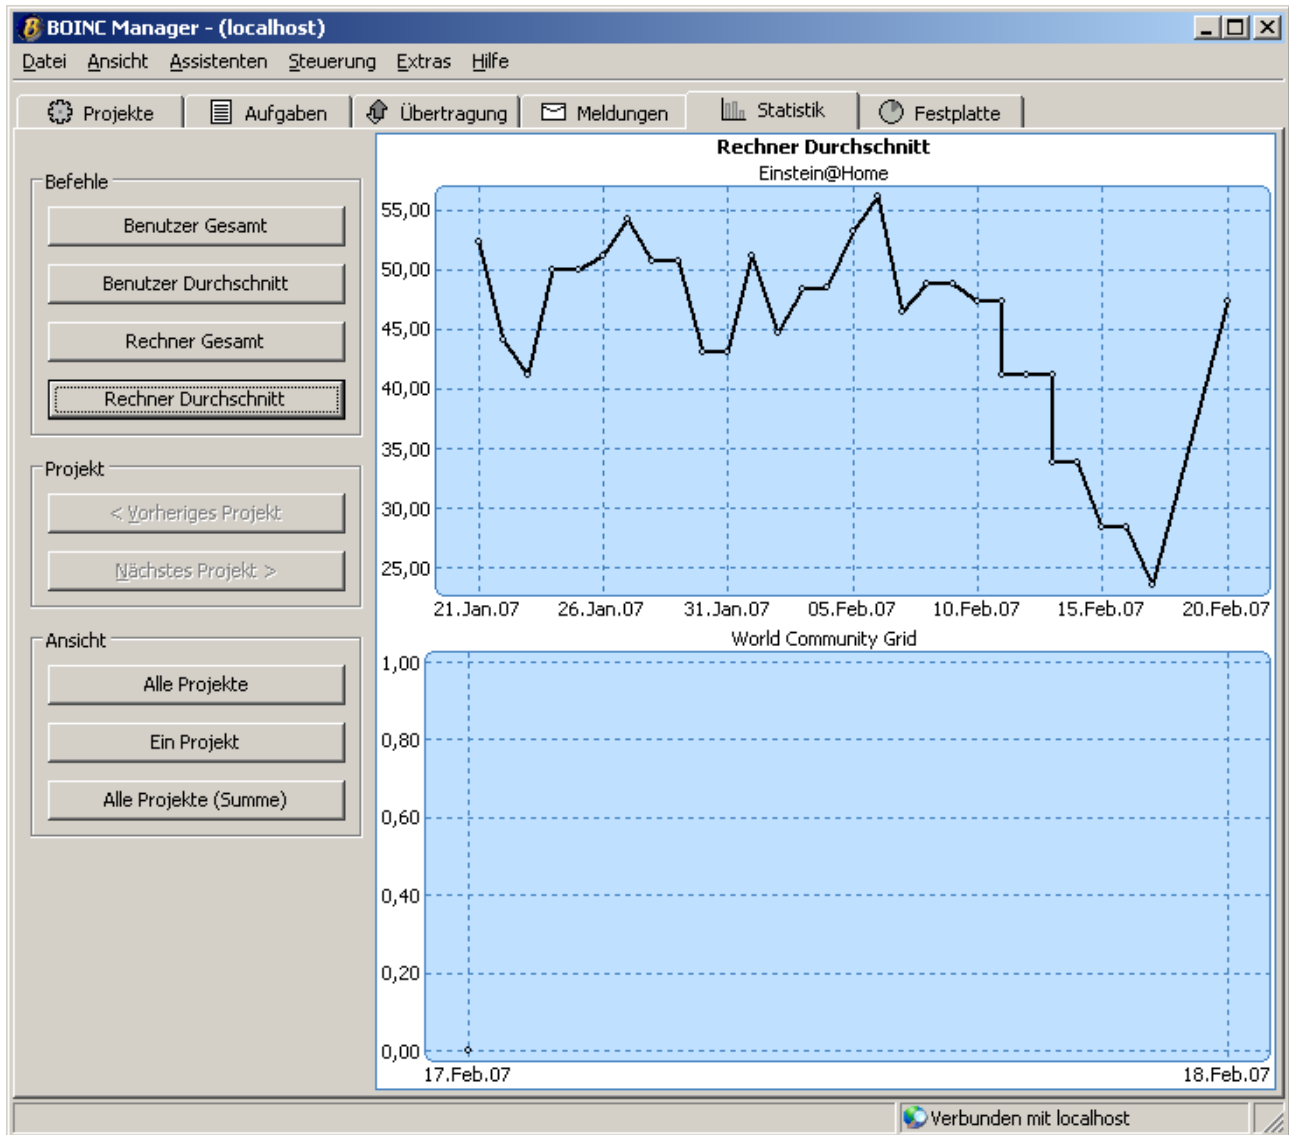 BOINC Manager - (localhost)
Datei Ansicht Assistenten Steuerung Extras Hilfe
Projekte Aufgaben Übertragung Meldungen Statistik Festplatte
Befehle
Benutzer Gesamt
Benutzer Durchschnitt
Rechner Gesamt
Rechner Durchschnitt
Projekt
< Vorheriges Projekt
Nächstes Projekt >
Ansicht
Alle Projekte
Ein Projekt
Alle Projekte (Summe)
Rechner Durchschnitt
Einstein@Home
55,00
50,00
45,00
40,00
35,00
30,00
25,00
21.Jan.07 26.Jan.07 31.Jan.07 05.Feb.07 10.Feb.07 15.Feb.07 20.Feb.07
World Community Grid
1,00
0,80
0,60
0,40
0,20
0,00
17.Feb.07 18.Feb.07
Verbunden mit localhost